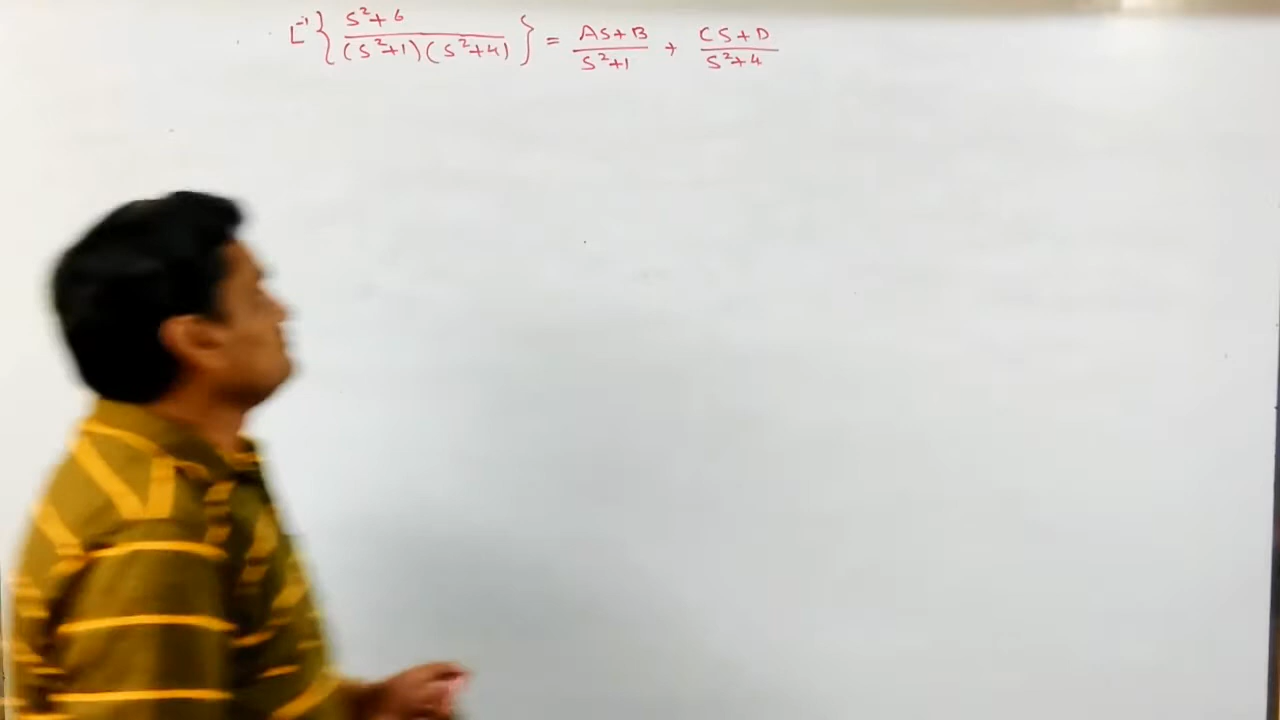 L⁻¹ { (s²+6) / ((s²+1)(s²+4)) } = (As+B) / (s²+1) + (Cs+D) / (s²+4)